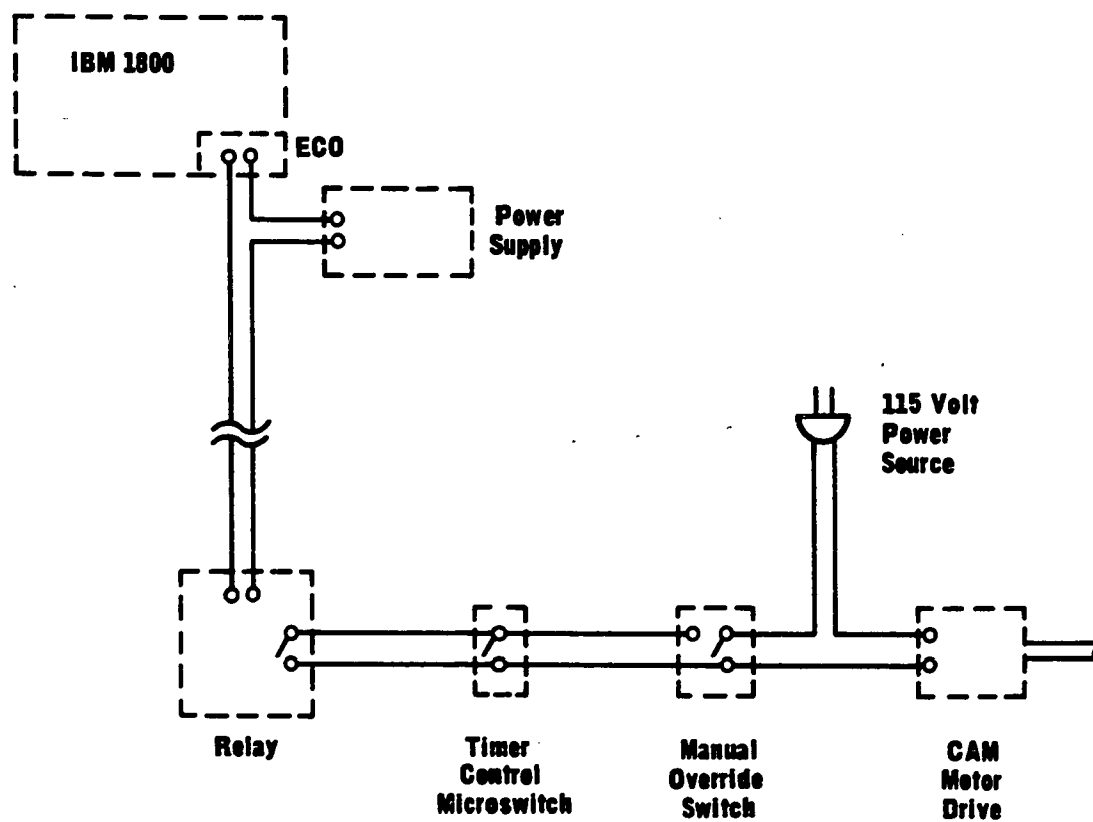 IBM 1800
ECO
Power
Supply
115 Volt
Power
Source
Relay
Timer
Control
Microswitch
Manual
Override
Switch
CAM
Motor
Drive